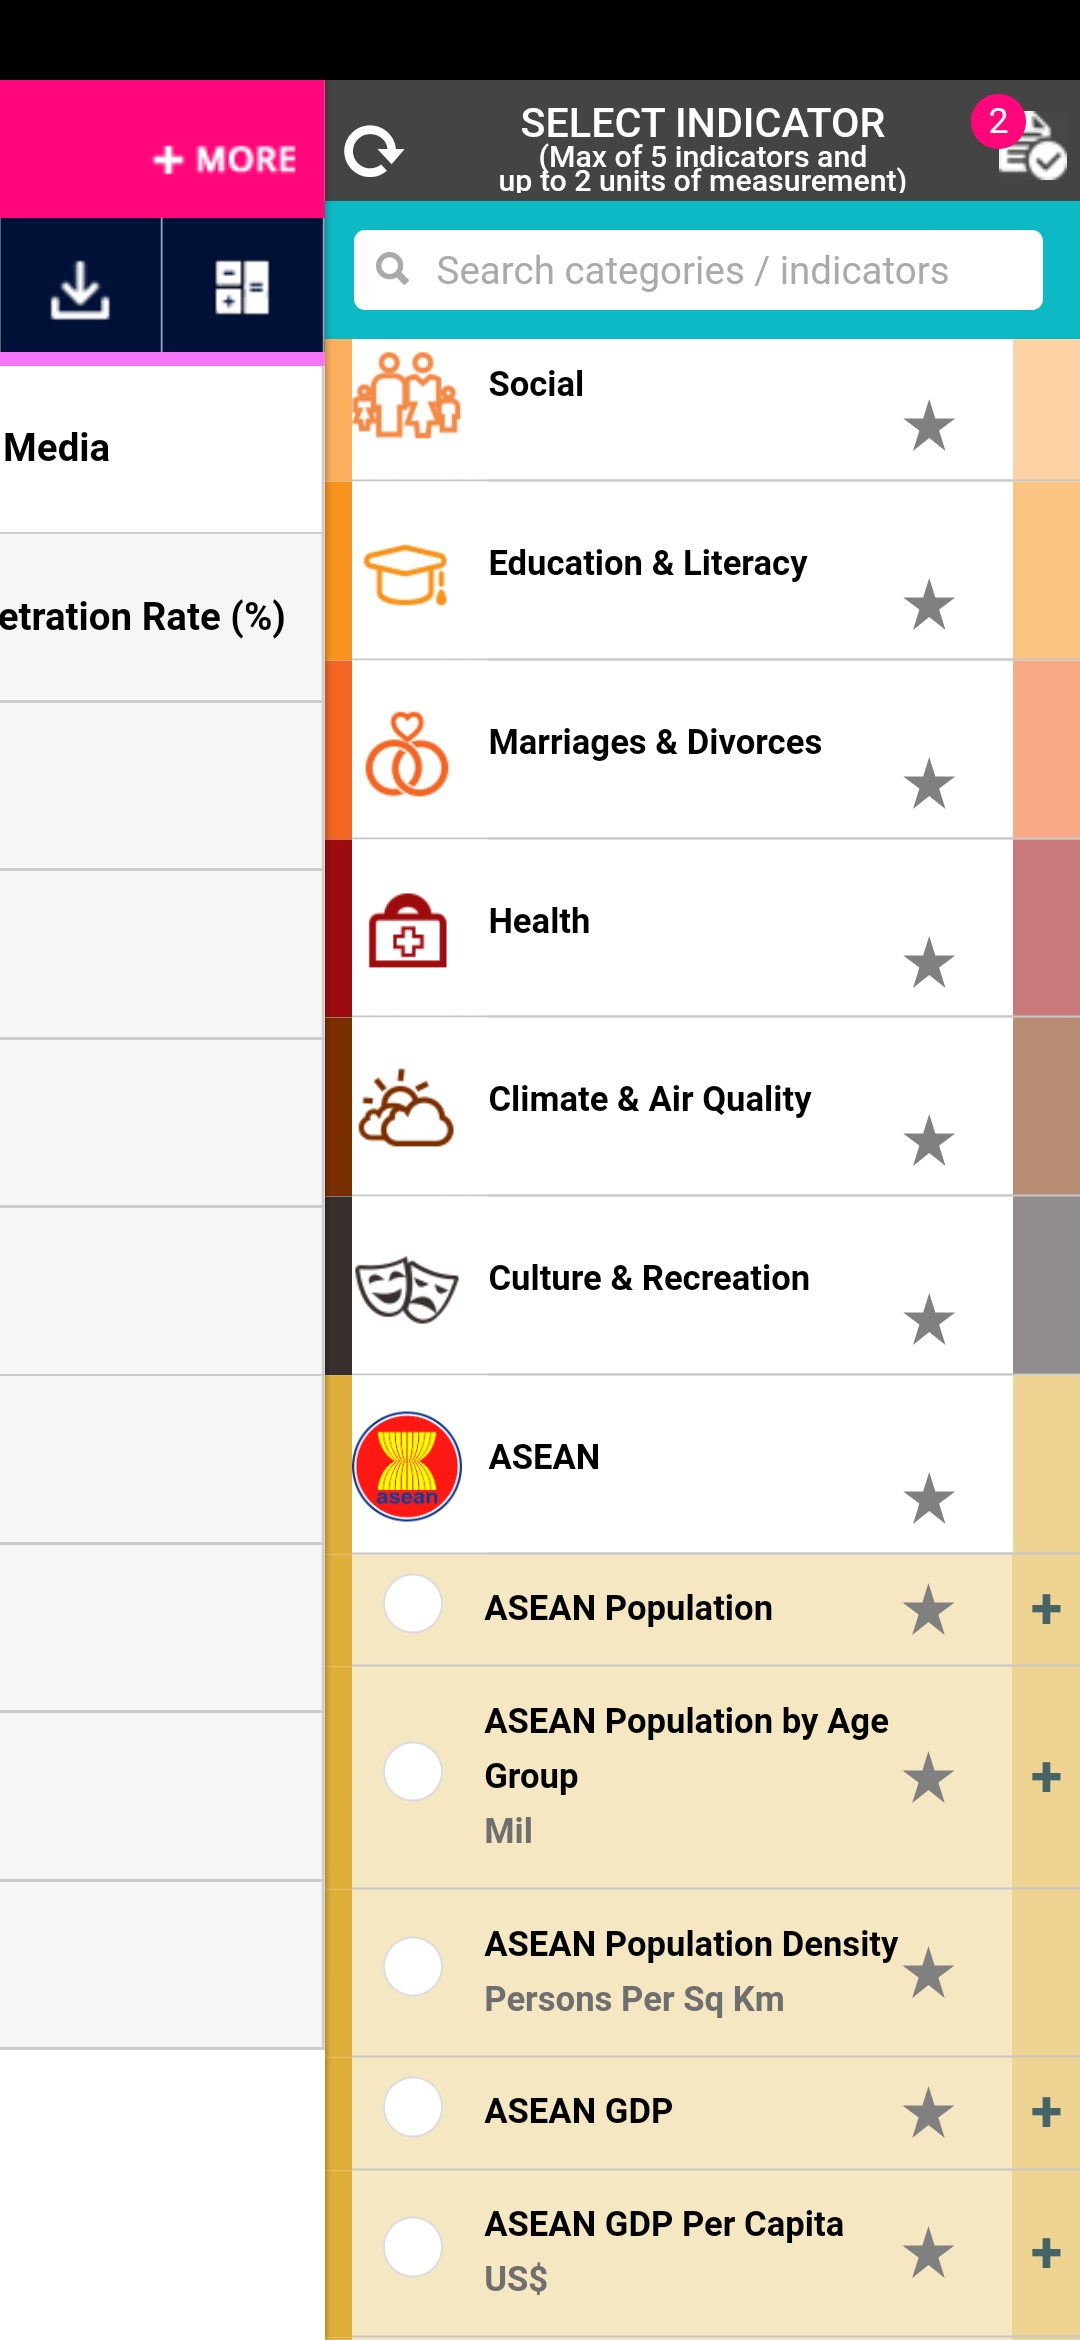 + MORE
SELECT INDICATOR
(Max of 5 indicators and
up to 2 units of measurement)
2
Search categories / indicators
Media
etration Rate (%)
Social
Education & Literacy
Marriages & Divorces
Health
Climate & Air Quality
Culture & Recreation
asean
ASEAN
ASEAN Population
+
ASEAN Population by Age
Group
Mil
+
ASEAN Population Density
Persons Per Sq Km
ASEAN GDP
+
ASEAN GDP Per Capita
US$
+